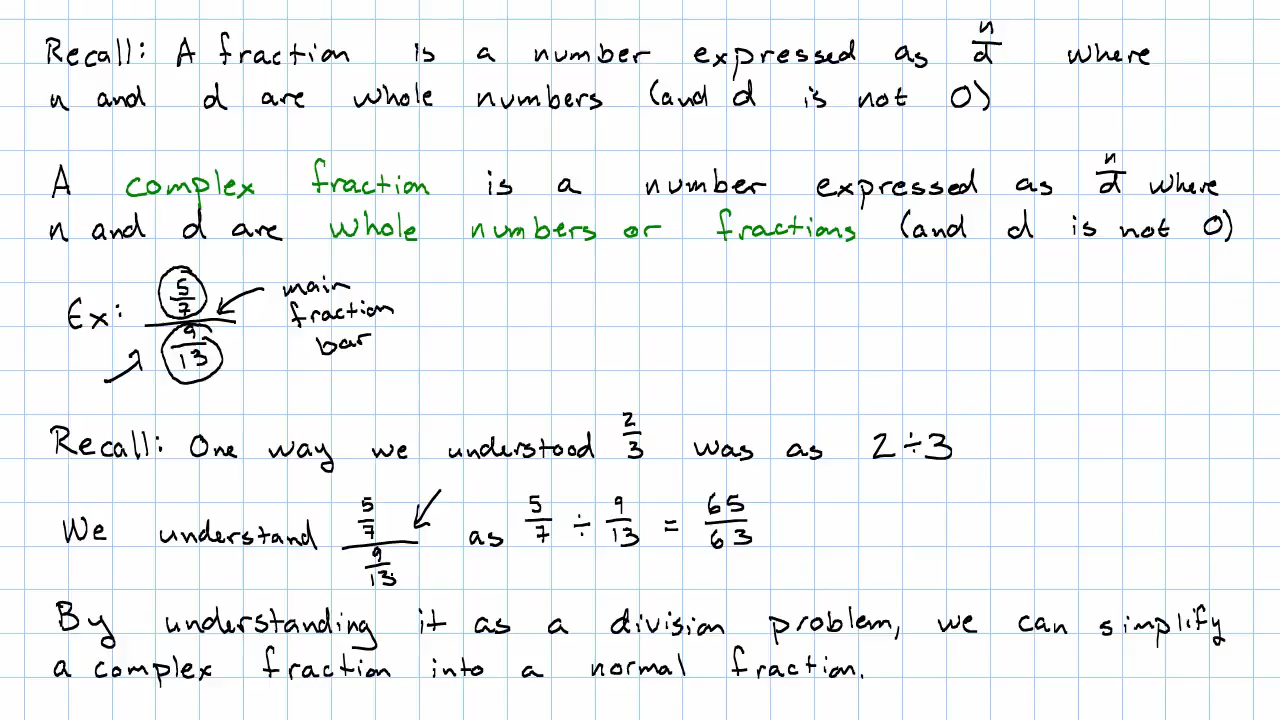 Recall: A fraction is a number expressed as n/d where
n and d are whole numbers (and d is not 0)
A complex fraction is a number expressed as n/d where
n and d are whole numbers or fractions (and d is not 0)
Ex: (5/7)/(9/13) main
fraction
bar
Recall: One way we understood 2/3 was as 2÷3
We understand (5/7)/(9/13) as 5/7 ÷ 9/13 = 65/63
By understanding it as a division problem, we can simplify
a complex fraction into a normal fraction.